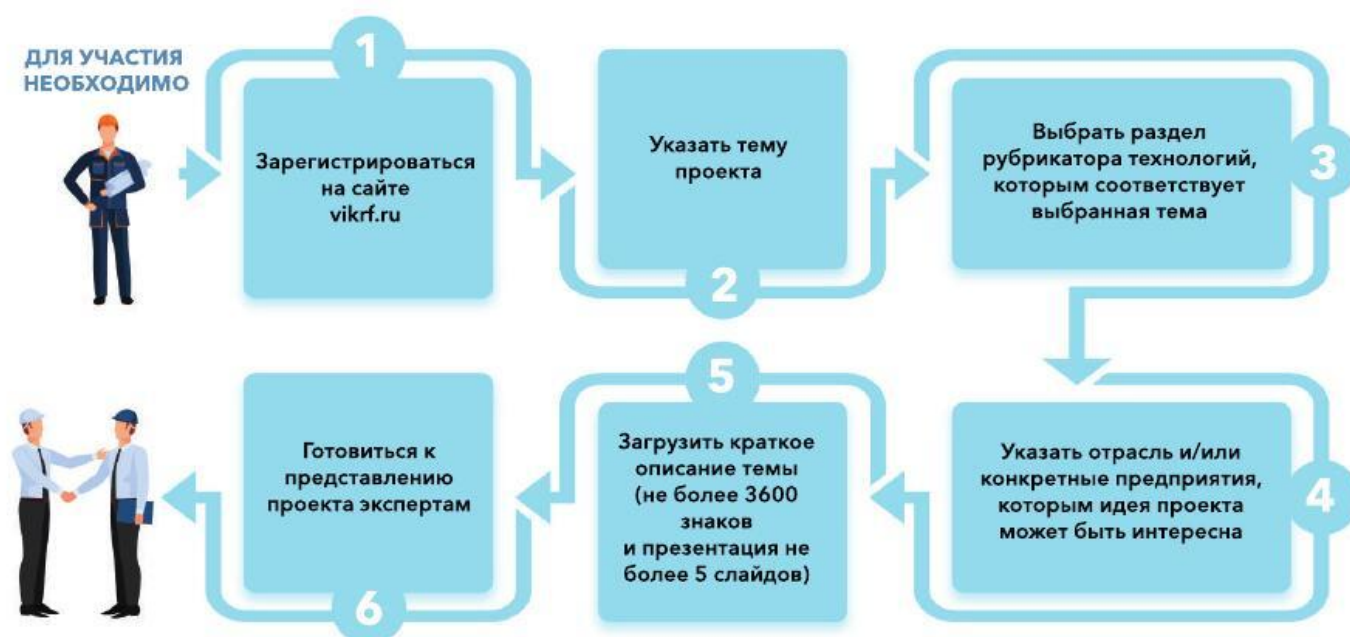 ДЛЯ УЧАСТИЯ
НЕОБХОДИМО
1
Зарегистрироваться
на сайте
vikrf.ru
Указать тему
проекта
2
Выбрать раздел
рубрикатора технологий,
которым соответствует
выбранная тема
3
Указать отрасль и/или
конкретные предприятия,
которым идея проекта
может быть интересна
4
5
Загрузить краткое
описание темы
(не более 3600
знаков
и презентация не
более 5 слайдов)
Готовиться к
представлению
проекта экспертам
6